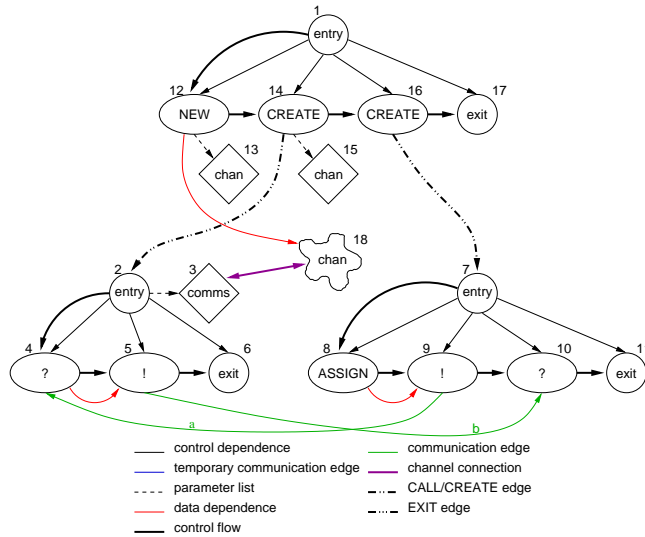 1
entry
12
14
16
17
NEW
CREATE
CREATE
exit
13
15
chan
chan
18
chan
2
3
7
entry
comms
entry
4
5
6
8
9
10
?
!
exit
ASSIGN
!
?
exit
a
b
control dependence
communication edge
temporary communication edge
channel connection
parameter list
CALL/CREATE edge
data dependence
EXIT edge
control flow